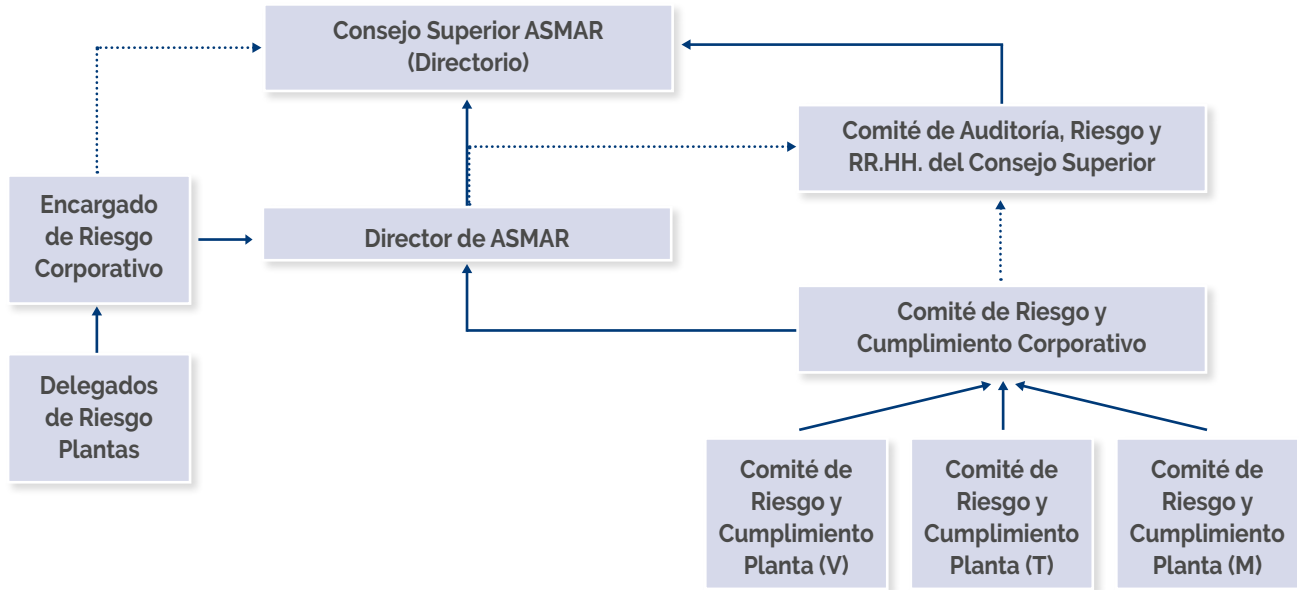 Consejo Superior ASMAR
(Directorio)
Comité de Auditoría, Riesgo y
RR.HH. del Consejo Superior
Encargado
de Riesgo
Corporativo
Director de ASMAR
Comité de Riesgo y
Cumplimiento Corporativo
Delegados
de Riesgo
Plantas
Comité de
Riesgo y
Cumplimiento
Planta (V)
Comité de
Riesgo y
Cumplimiento
Planta (T)
Comité de
Riesgo y
Cumplimiento
Planta (M)